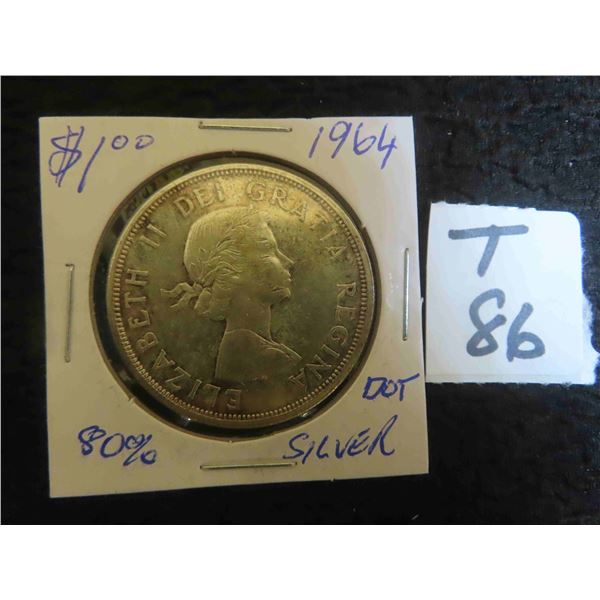 $1.00 1964
ELIZABETH II DEI GRATIA REGINA
DOT
80% SILVER
T
86